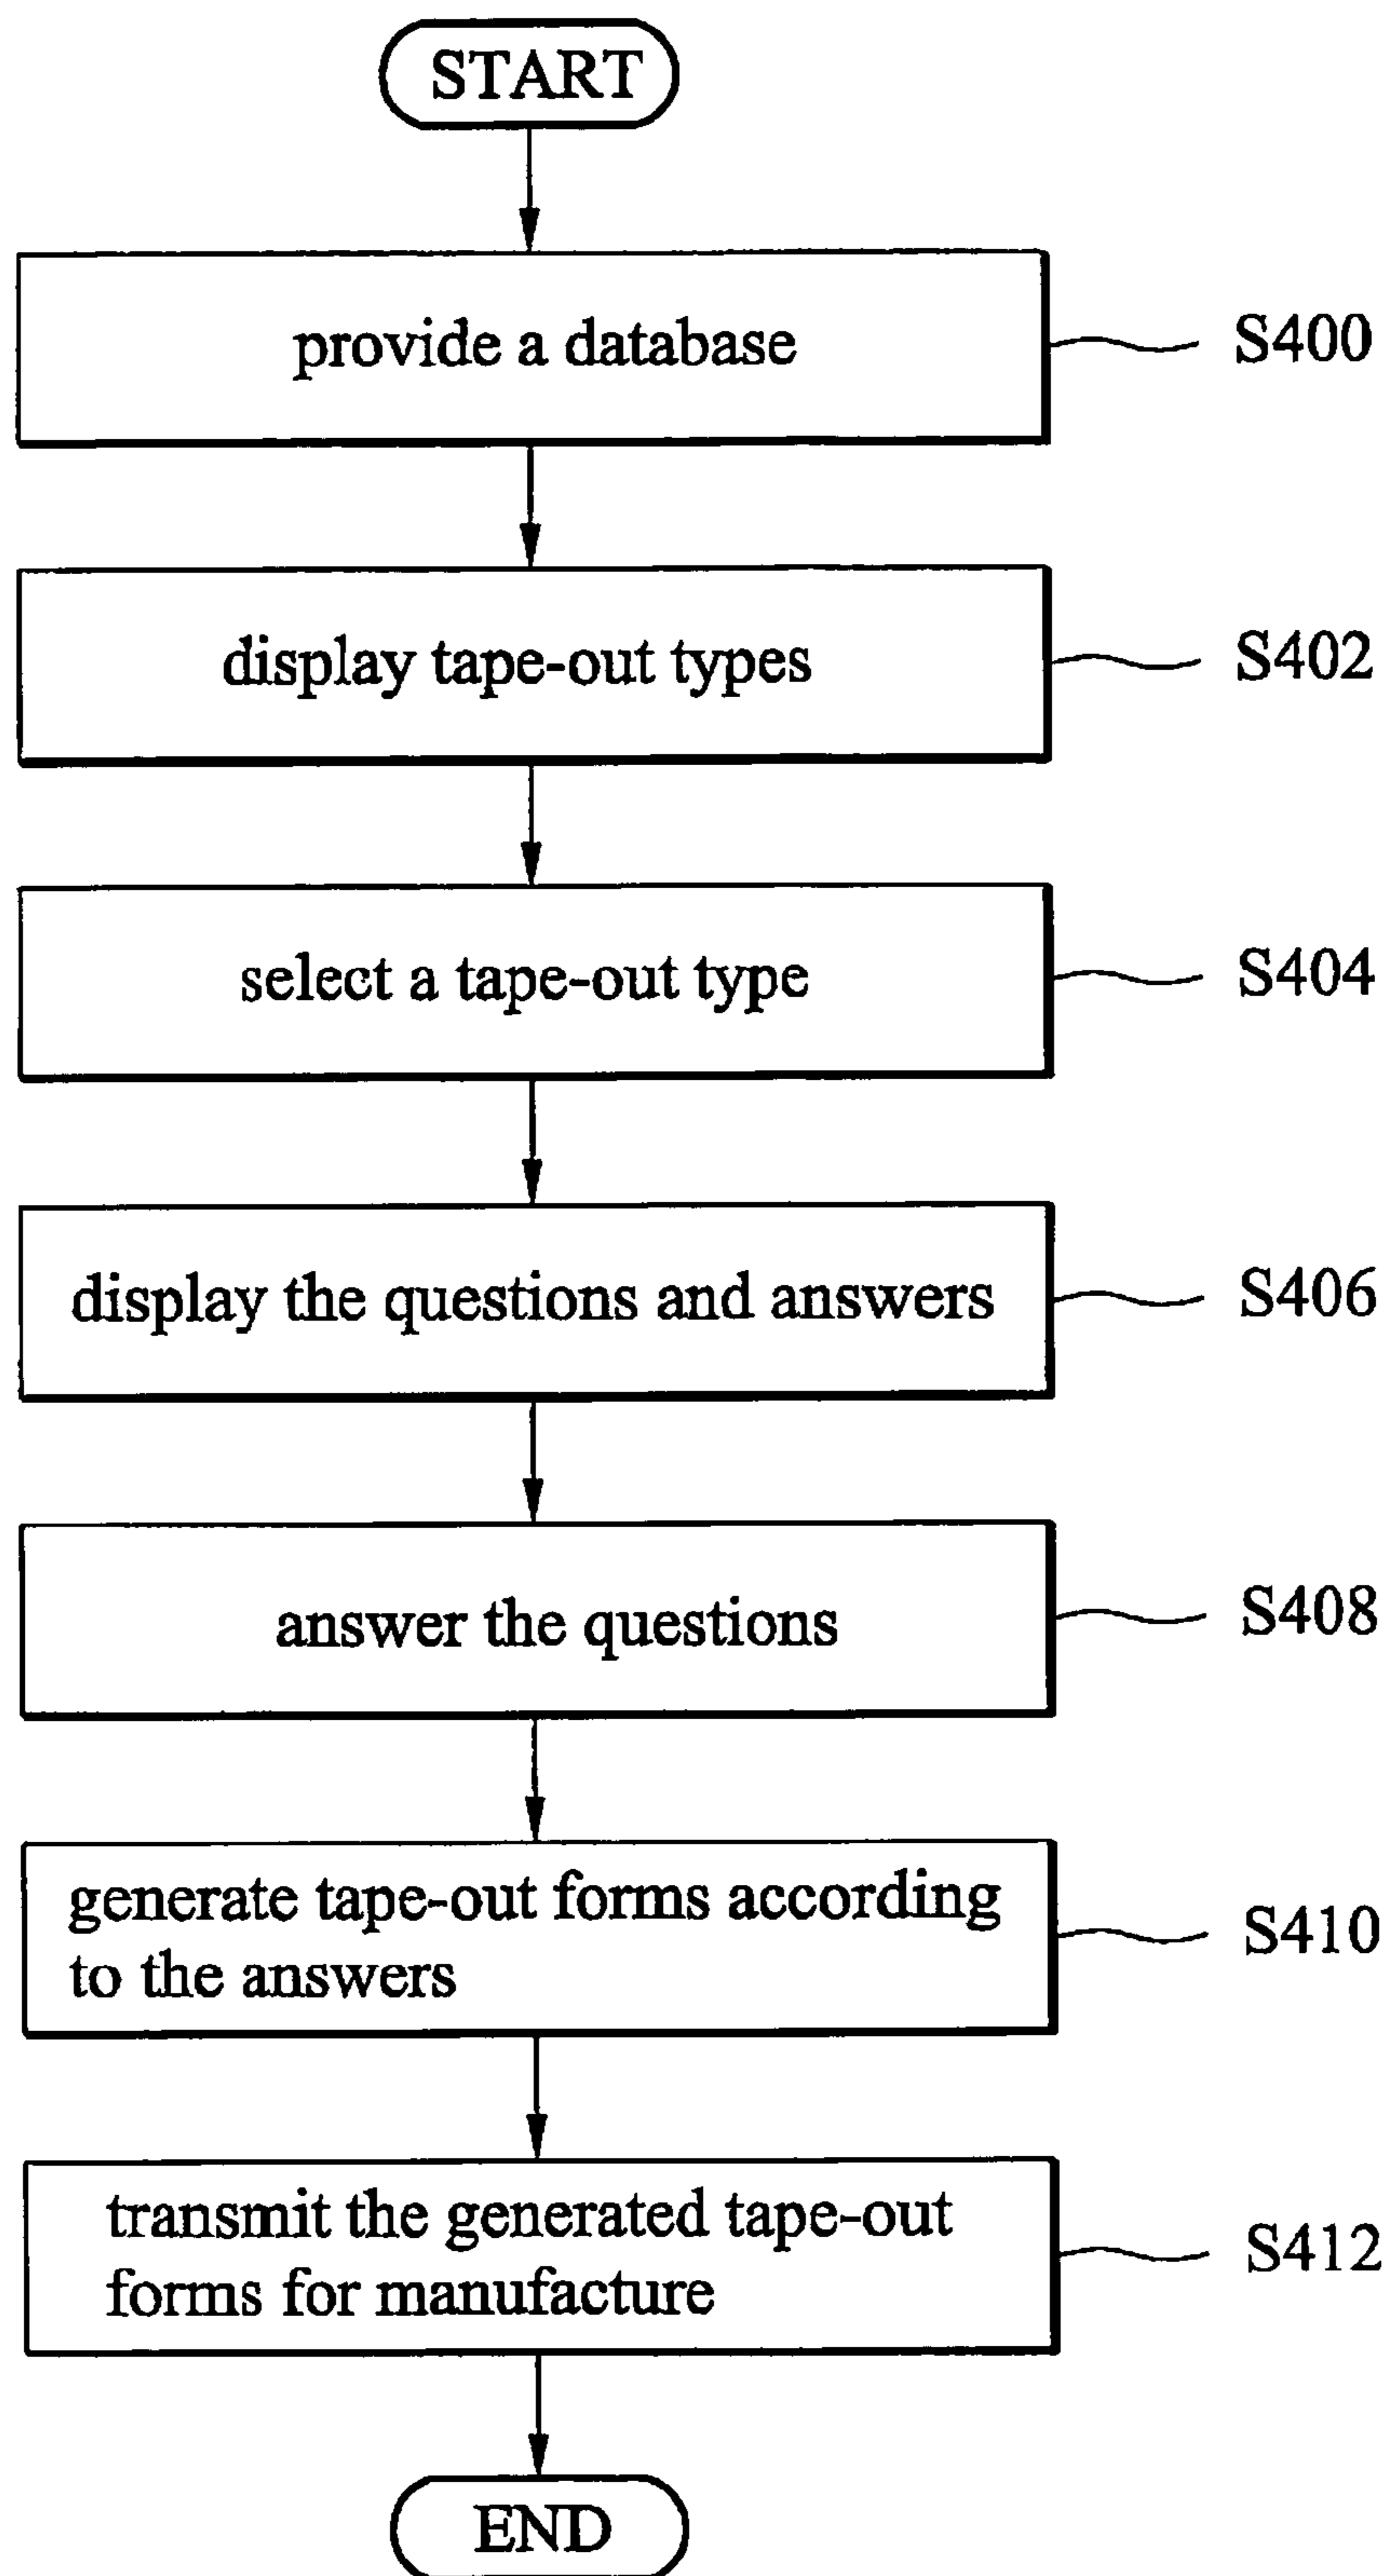 START
provide a database
S400
display tape-out types
S402
select a tape-out type
S404
display the questions and answers
S406
answer the questions
S408
generate tape-out forms according
to the answers
S410
transmit the generated tape-out
forms for manufacture
S412
END